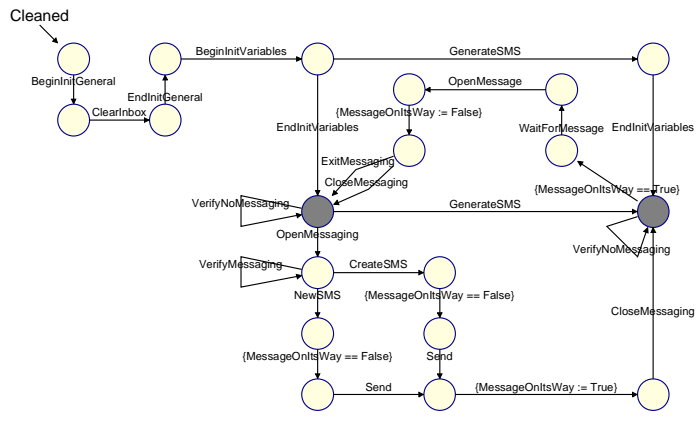 Cleaned
BeginInitVariables
GenerateSMS
BeginInitGeneral
OpenMessage
EndInitGeneral
ClearInbox
{MessageOnItsWay := False}
EndInitVariables
WaitForMessage
EndInitVariables
ExitMessaging
CloseMessaging
{MessageOnItsWay == True}
VerifyNoMessaging
GenerateSMS
OpenMessaging
VerifyNoMessaging
VerifyMessaging
CreateSMS
NewSMS
{MessageOnItsWay == False}
CloseMessaging
{MessageOnItsWay == False}
Send
Send
{MessageOnItsWay := True}